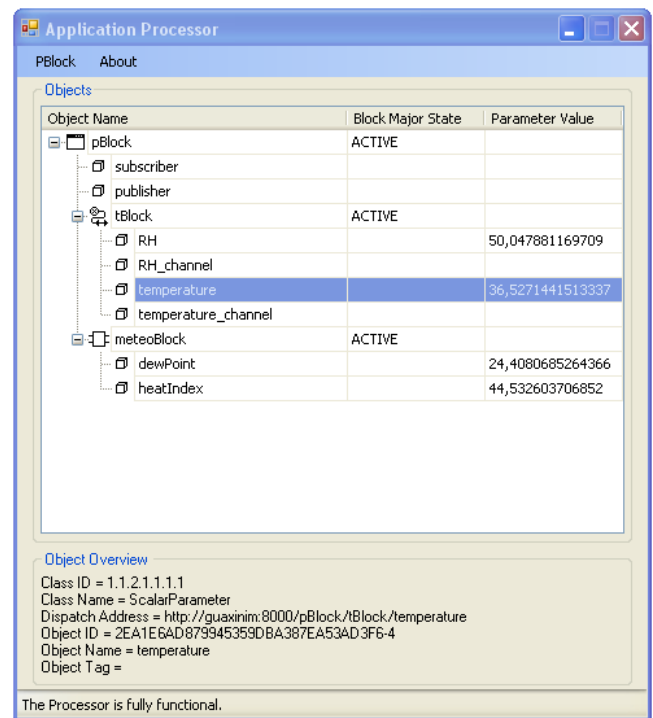 Application Processor
PBlock About
Objects
Object Name Block Major State Parameter Value
pBlock ACTIVE
subscriber
publisher
tBlock ACTIVE
RH 50,047881169709
RH_channel
temperature 36,5271441513337
temperature_channel
meteoBlock ACTIVE
dewPoint 24,4080685264366
heatIndex 44,532603706852
Object Overview
Class ID = 1.1.2.1.1.1.1
Class Name = ScalarParameter
Dispatch Address = http://guaxinim:8000/pBlock/tBlock/temperature
Object ID = 2EA1E6AD879945359DBA387EA53AD3F6-4
Object Name = temperature
Object Tag =
The Processor is fully functional.